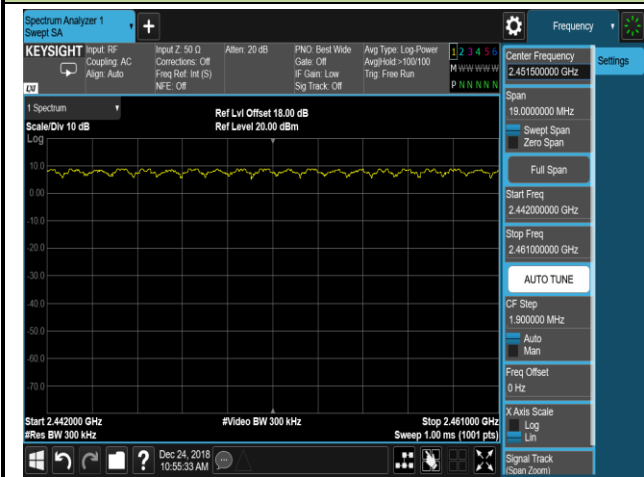 Spectrum Analyzer 1
Swept SA
+
Frequency
KEYSIGHT
Input: RF
Coupling: AC
Align: Auto
Input Z: 50 Ω
Corrections: Off
Freq Ref: Int (S)
NFE: Off
Atten: 20 dB
PNO: Best Wide
Gate: Off
IF Gain: Low
Sig Track: Off
Avg Type: Log-Power
Avg|Hold:>100/100
Trig: Free Run
1 2 3 4 5 6
M W W W W W
P N N N N N
LXI
1 Spectrum
Scale/Div 10 dB
Log
Ref Lvl Offset 18.00 dB
Ref Level 20.00 dBm
10.0
0.00
-10.0
-20.0
-30.0
-40.0
-50.0
-60.0
-70.0
Start 2.442000 GHz
#Res BW 300 kHz
#Video BW 300 kHz
Stop 2.461000 GHz
Sweep 1.00 ms (1001 pts)
Dec 24, 2018
10:55:33 AM
?
Settings
Center Frequency
2.451500000 GHz
Span
19.0000000 MHz
Swept Span
Zero Span
Full Span
Start Freq
2.442000000 GHz
Stop Freq
2.461000000 GHz
AUTO TUNE
CF Step
1.900000 MHz
Auto
Man
Freq Offset
0 Hz
X Axis Scale
Log
Lin
Signal Track
(Span Zoom)